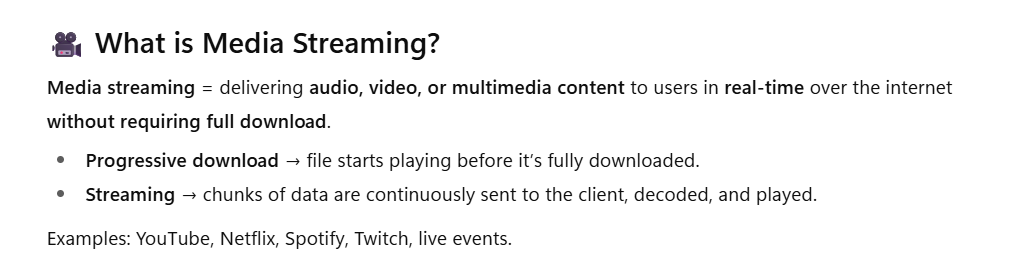 🎥 What is Media Streaming?
Media streaming = delivering audio, video, or multimedia content to users in real-time over the internet
without requiring full download.
• Progressive download → file starts playing before it’s fully downloaded.
• Streaming → chunks of data are continuously sent to the client, decoded, and played.
Examples: YouTube, Netflix, Spotify, Twitch, live events.